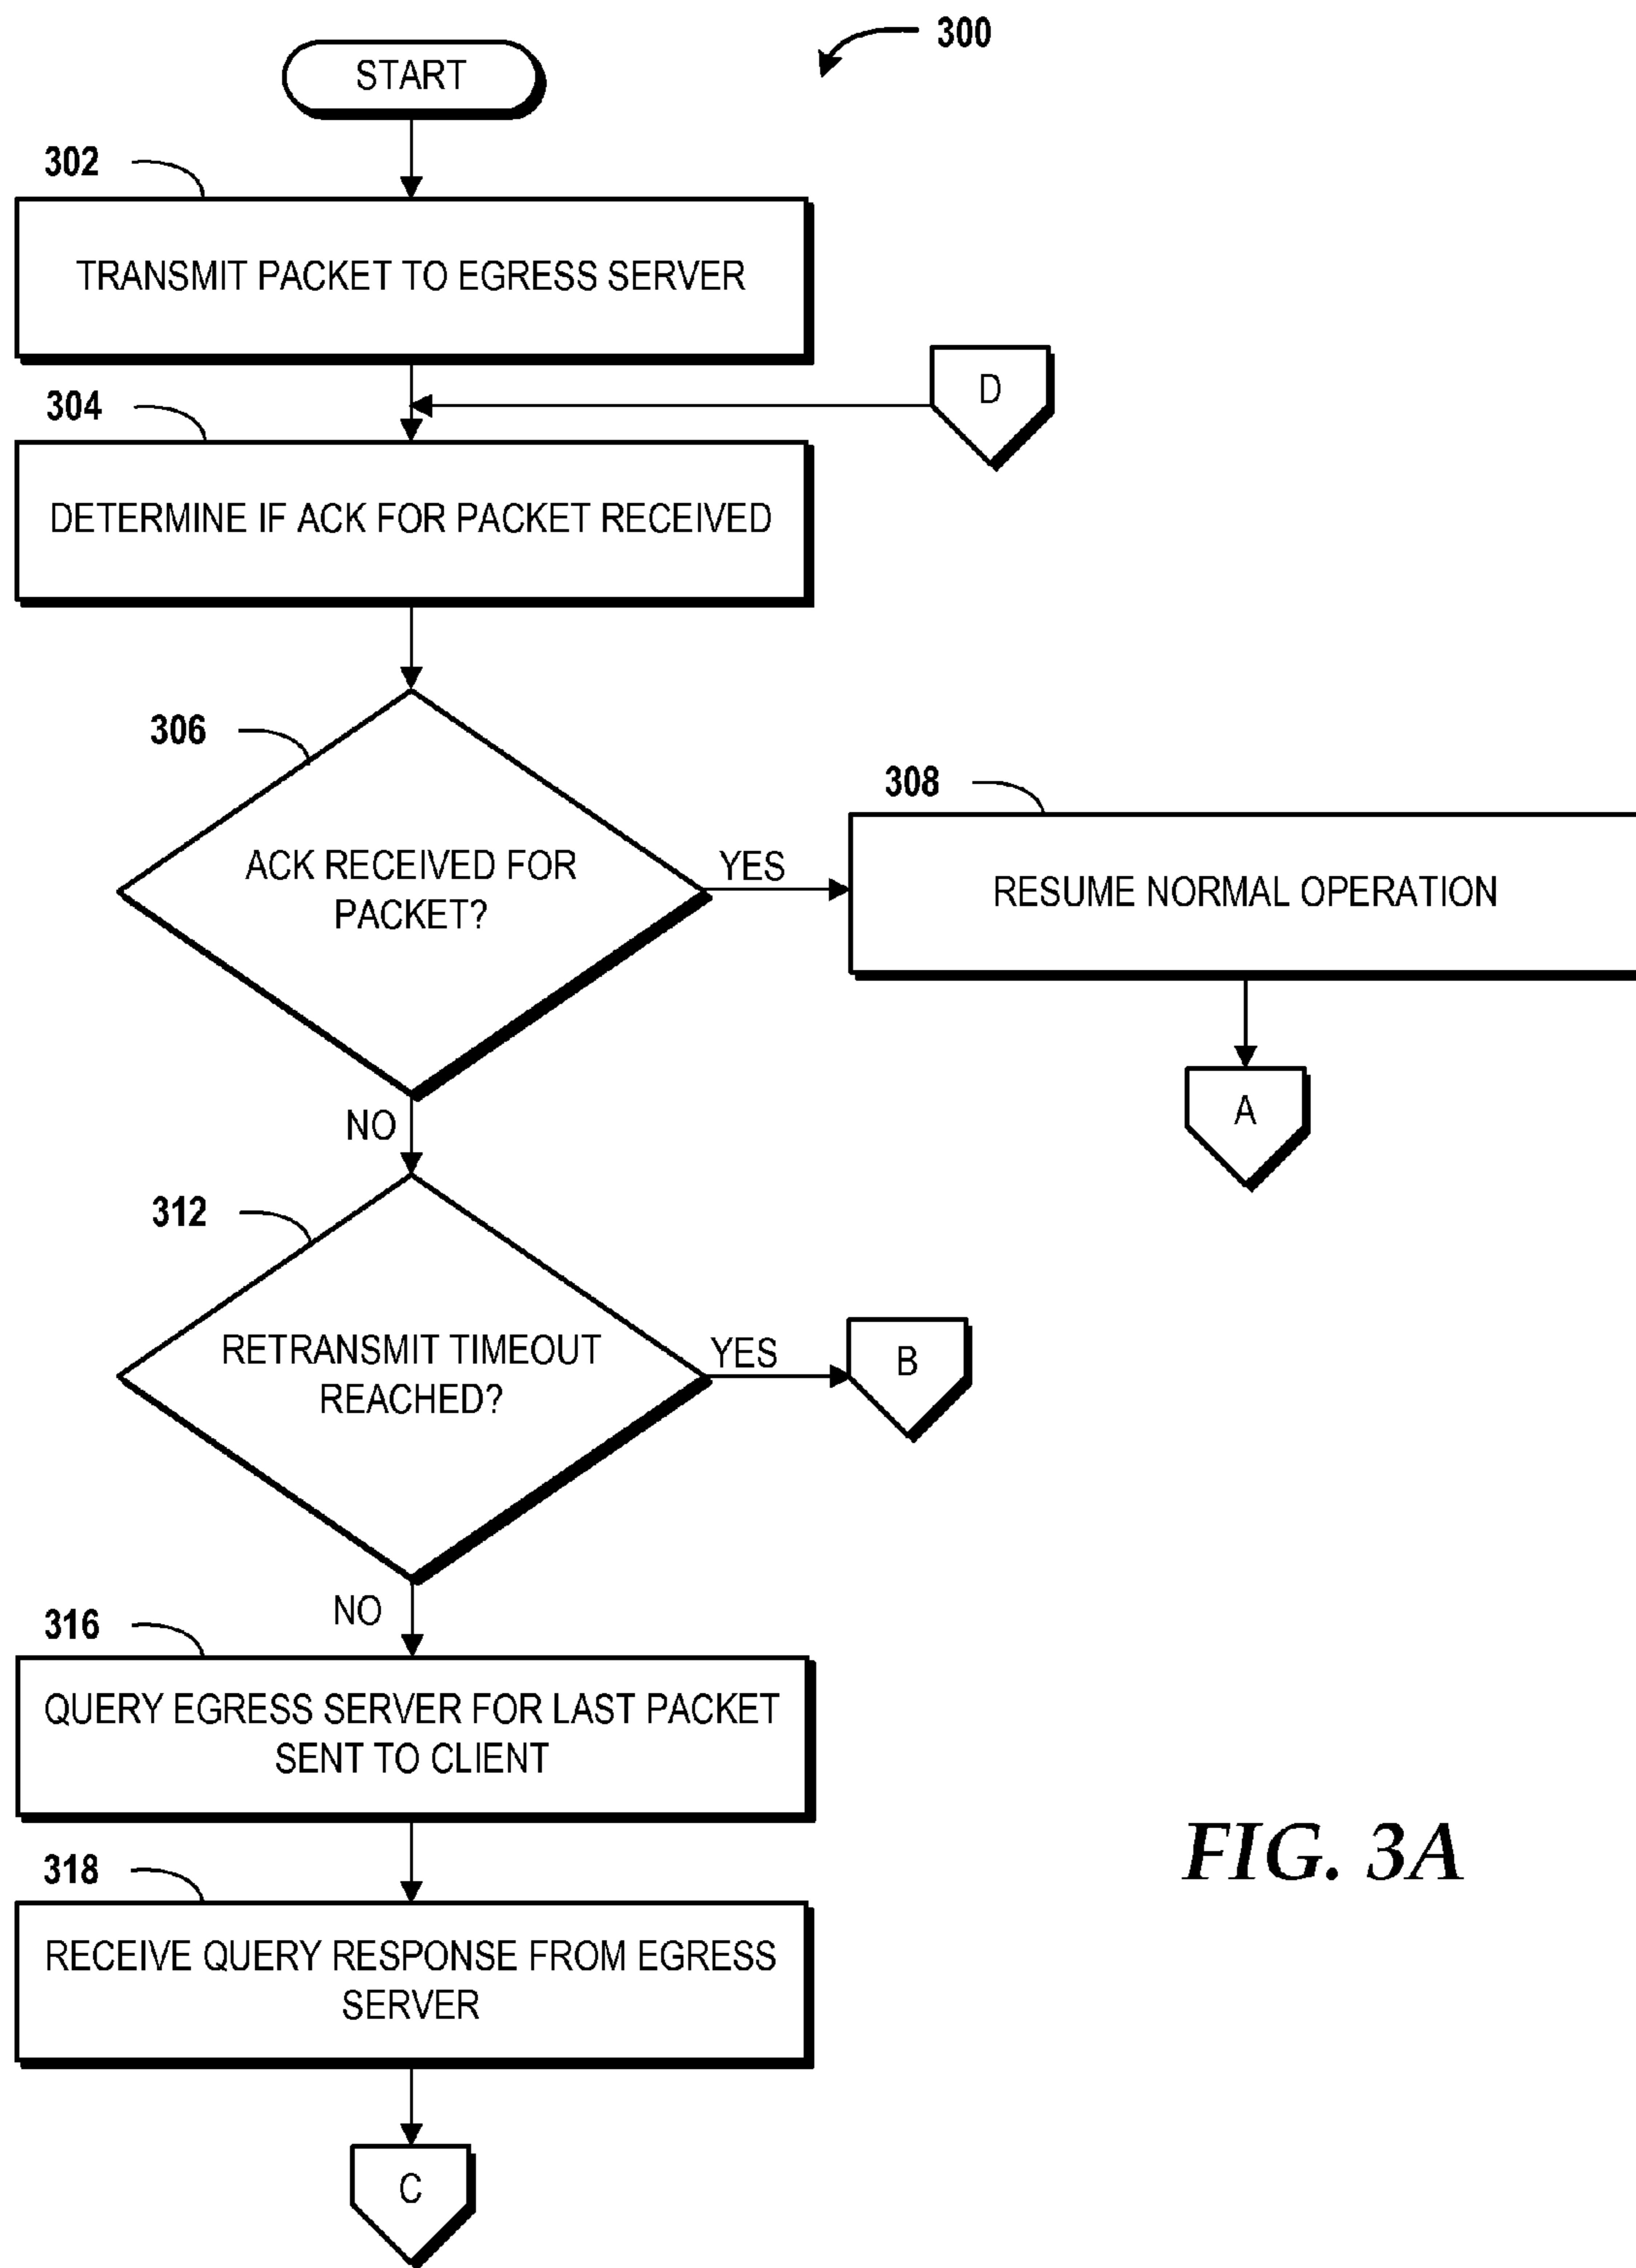 300
START
302
TRANSMIT PACKET TO EGRESS SERVER
D
304
DETERMINE IF ACK FOR PACKET RECEIVED
306
ACK RECEIVED FOR
PACKET?
YES
308
RESUME NORMAL OPERATION
A
NO
312
RETRANSMIT TIMEOUT
REACHED?
YES
B
NO
316
QUERY EGRESS SERVER FOR LAST PACKET
SENT TO CLIENT
318
RECEIVE QUERY RESPONSE FROM EGRESS
SERVER
C
FIG. 3A